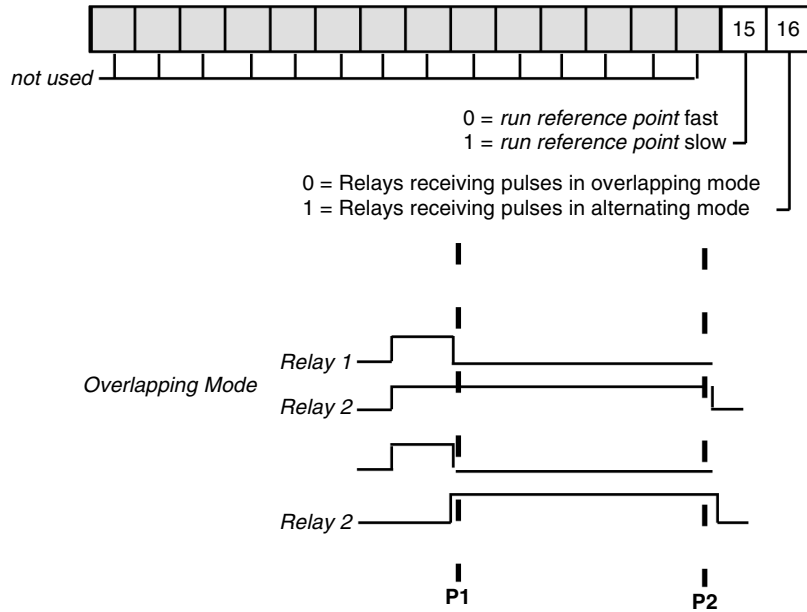 15 16
not used
0 = run reference point fast
1 = run reference point slow
0 = Relays receiving pulses in overlapping mode
1 = Relays receiving pulses in alternating mode
Relay 1
Overlapping Mode
Relay 2
Relay 2
P1 P2